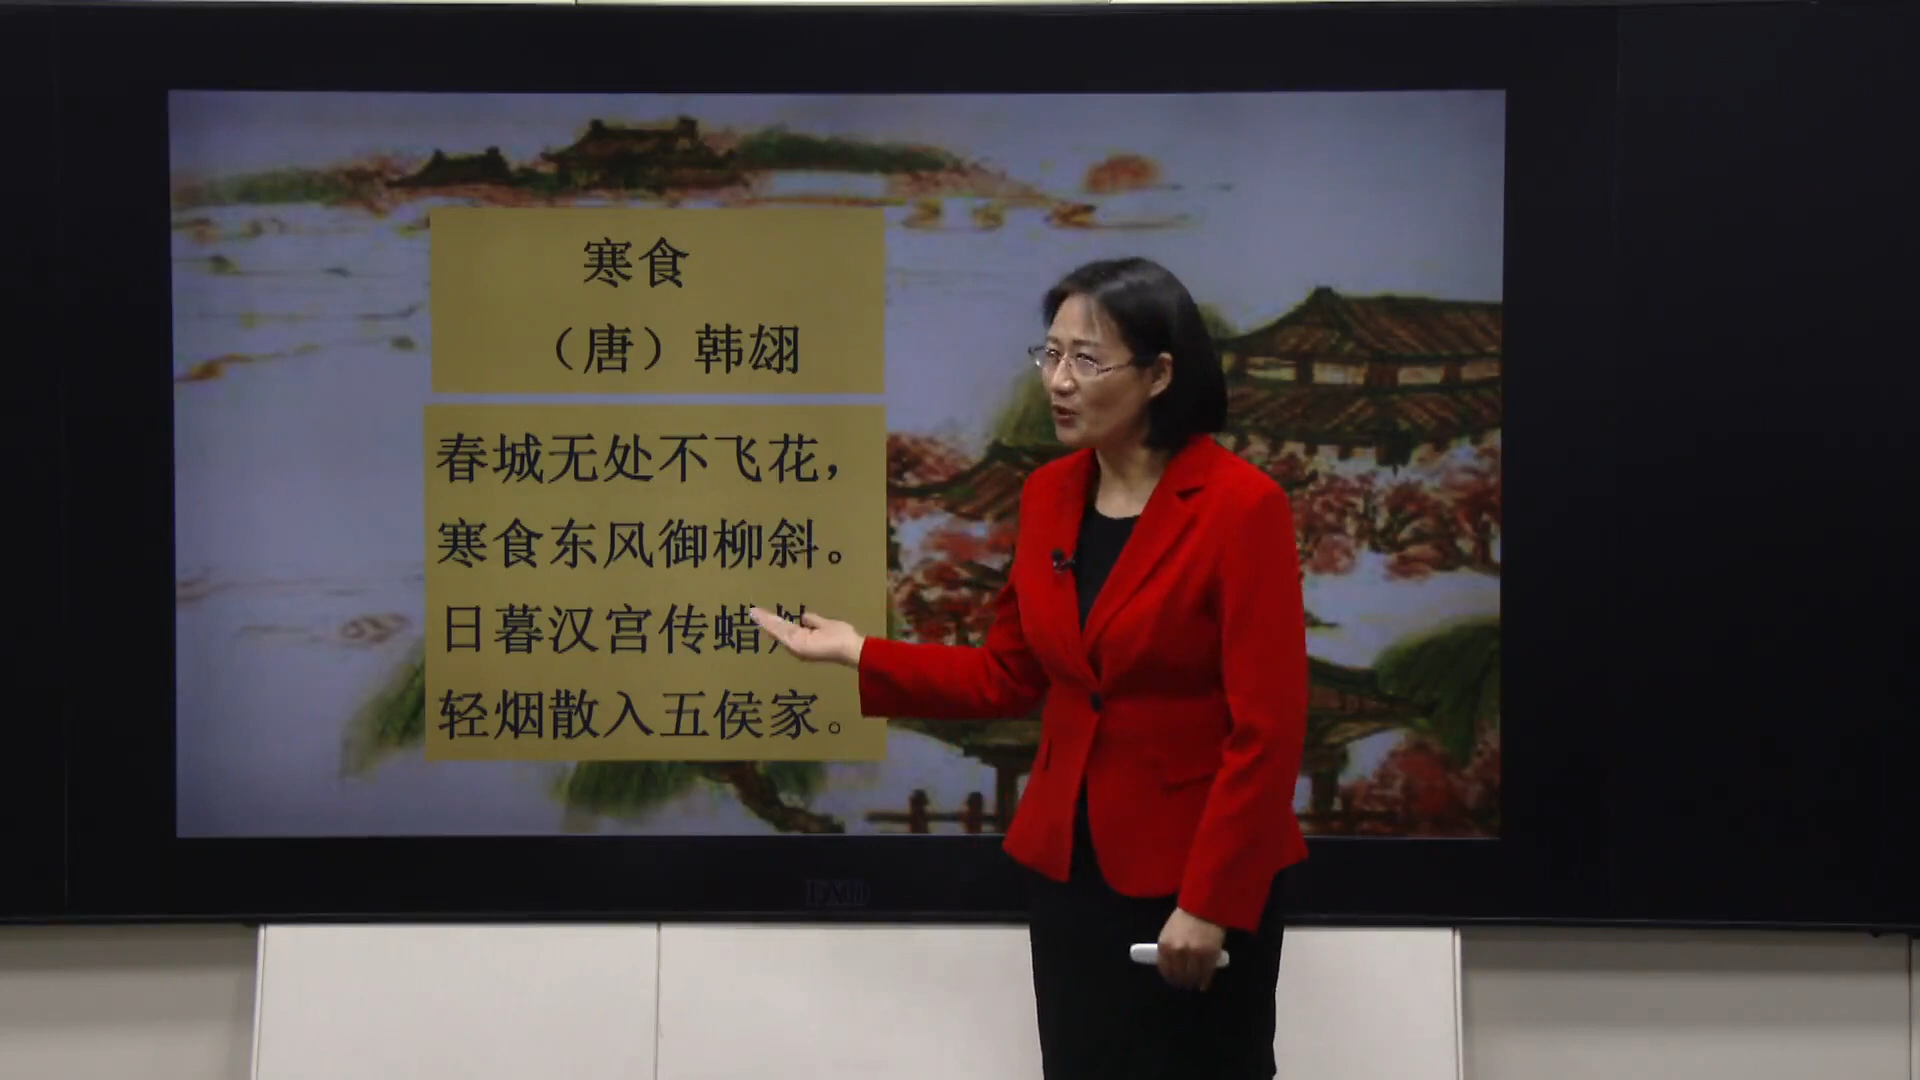 寒食
（唐）韩翃
春城无处不飞花，
寒食东风御柳斜。
日暮汉宫传蜡
轻烟散入五侯家。